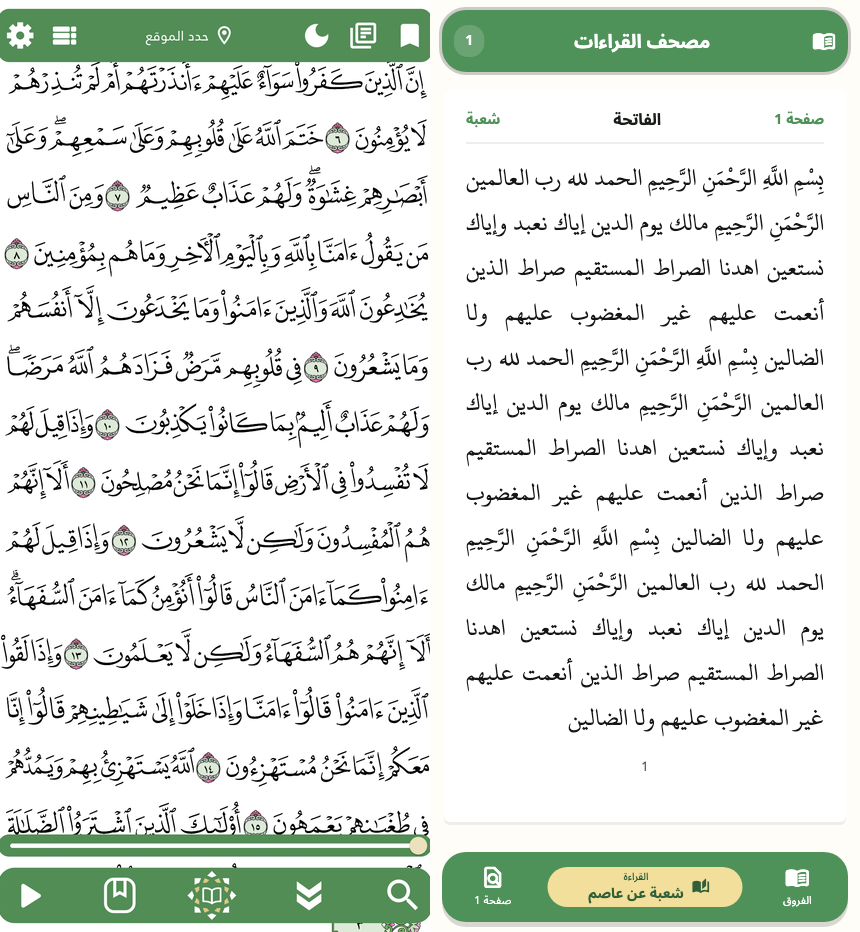 مصحف القراءات
1
صفحة 1
الفاتحة
شعبة
بِسْمِ اللَّهِ الرَّحْمَنِ الرَّحِيمِ الحمد لله رب العالمين
الرَّحْمَنِ الرَّحِيمِ مالك يوم الدين إياك نعبد وإياك
نستعين اهدنا الصراط المستقيم صراط الذين
أنعمت عليهم غير المغضوب عليهم ولا
الضالين بِسْمِ اللَّهِ الرَّحْمَنِ الرَّحِيمِ الحمد لله رب
العالمين الرَّحْمَنِ الرَّحِيمِ مالك يوم الدين إياك
نعبد وإياك نستعين اهدنا الصراط المستقيم
صراط الذين أنعمت عليهم غير المغضوب
عليهم ولا الضالين بِسْمِ اللَّهِ الرَّحْمَنِ الرَّحِيمِ
الحمد لله رب العالمين الرَّحْمَنِ الرَّحِيمِ مالك
يوم الدين إياك نعبد وإياك نستعين اهدنا
الصراط المستقيم صراط الذين أنعمت عليهم
غير المغضوب عليهم ولا الضالين
1
الفروق
القراءة
شعبة عن عاصم
صفحة 1
حدد الموقع
إِنَّ ٱلَّذِينَ كَفَرُوا۟ سَوَآءٌ عَلَيْهِمْ ءَأَنذَرْتَهُمْ أَمْ لَمْ تُنذِرْهُمْ
لَا يُؤْمِنُونَ ٦ خَتَمَ ٱللَّهُ عَلَىٰ قُلُوبِهِمْ وَعَلَىٰ سَمْعِهِمْ ۖ وَعَلَىٰٓ
أَبْصَٰرِهِمْ غِشَٰوَةٌ ۖ وَلَهُمْ عَذَابٌ عَظِيمٌ ٧ وَمِنَ ٱلنَّاسِ
مَن يَقُولُ ءَامَنَّا بِٱللَّهِ وَبِٱلْيَوْمِ ٱلْءَاخِرِ وَمَا هُم بِمُؤْمِنِينَ ٨
يُخَٰدِعُونَ ٱللَّهَ وَٱلَّذِينَ ءَامَنُوا۟ وَمَا يَخْدَعُونَ إِلَّآ أَنفُسَهُمْ
وَمَا يَشْعُرُونَ ٩ فِى قُلُوبِهِم مَّرَضٌ فَزَادَهُمُ ٱللَّهُ مَرَضًا ۖ
وَلَهُمْ عَذَابٌ أَلِيمٌۢ بِمَا كَانُوا۟ يَكْذِبُونَ ١٠ وَإِذَا قِيلَ لَهُمْ
لَا تُفْسِدُوا۟ فِى ٱلْأَرْضِ قَالُوٓا۟ إِنَّمَا نَحْنُ مُصْلِحُونَ ١١ أَلَآ إِنَّهُمْ
هُمُ ٱلْمُفْسِدُونَ وَلَٰكِن لَّا يَشْعُرُونَ ١٢ وَإِذَا قِيلَ لَهُمْ
ءَامِنُوا۟ كَمَآ ءَامَنَ ٱلنَّاسُ قَالُوٓا۟ أَنُؤْمِنُ كَمَآ ءَامَنَ ٱلسُّفَهَآءُ ۗ
أَلَآ إِنَّهُمْ هُمُ ٱلسُّفَهَآءُ وَلَٰكِن لَّا يَعْلَمُونَ ١٣ وَإِذَا لَقُوا۟
ٱلَّذِينَ ءَامَنُوا۟ قَالُوٓا۟ ءَامَنَّا وَإِذَا خَلَوْا۟ إِلَىٰ شَيَٰطِينِهِمْ قَالُوٓا۟ إِنَّا
مَعَكُمْ إِنَّمَا نَحْنُ مُسْتَهْزِءُونَ ١٤ ٱللَّهُ يَسْتَهْزِئُ بِهِمْ وَيَمُدُّهُمْ
فِى طُغْيَٰنِهِمْ يَعْمَهُونَ ١٥ أُو۟لَٰٓئِكَ ٱلَّذِينَ ٱشْتَرَوُا۟ ٱلضَّلَٰلَةَ